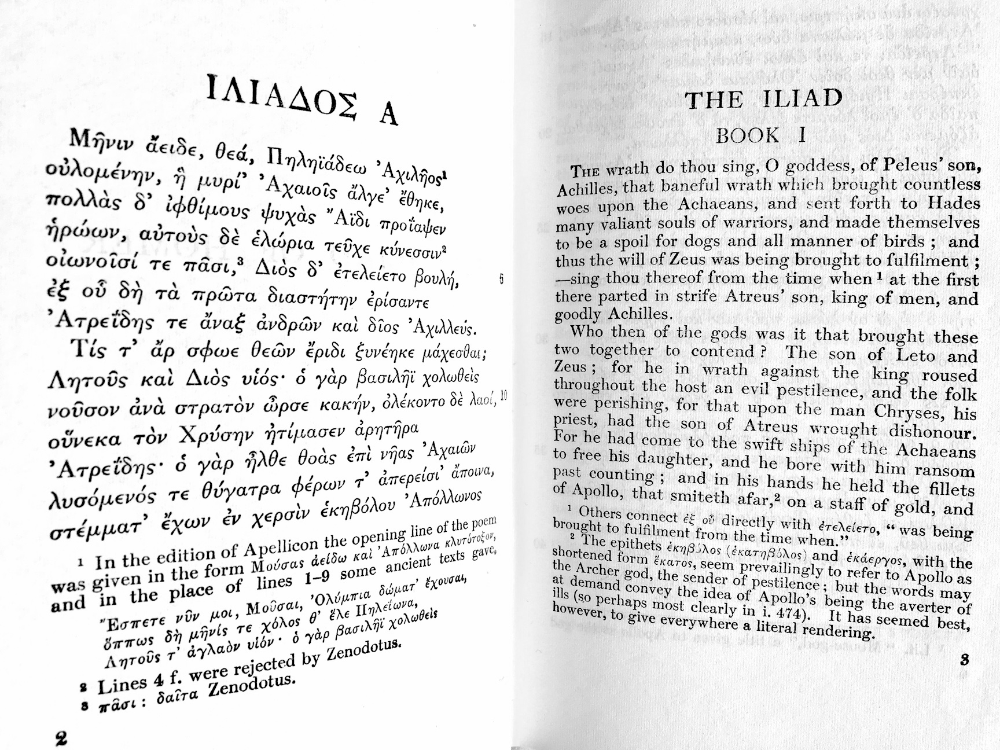 ΙΛΙΑΔΟΣ Α
Μῆνιν ἄειδε, θεά, Πηληϊάδεω Ἀχιλῆος¹
οὐλομένην, ἣ μυρί’ Ἀχαιοῖς ἄλγε’ ἔθηκε,
πολλὰς δ’ ἰφθίμους ψυχὰς Ἄϊδι προΐαψεν
ἡρώων, αὐτοὺς δὲ ἑλώρια τεῦχε κύνεσσιν²
οἰωνοῖσί τε πᾶσι,³ Διὸς δ’ ἐτελείετο βουλή, 5
ἐξ οὗ δὴ τὰ πρῶτα διαστήτην ἐρίσαντε
Ἀτρεΐδης τε ἄναξ ἀνδρῶν καὶ δῖος Ἀχιλλεύς.
Τίς τ’ ἄρ σφωε θεῶν ἔριδι ξυνέηκε μάχεσθαι;
Λητοῦς καὶ Διὸς υἱός· ὁ γὰρ βασιλῆϊ χολωθεὶς
νοῦσον ἀνὰ στρατὸν ὦρσε κακήν, ὀλέκοντο δὲ λαοί, 10
οὕνεκα τὸν Χρύσην ἠτίμασεν ἀρητῆρα
Ἀτρεΐδης· ὁ γὰρ ἦλθε θοὰς ἐπὶ νῆας Ἀχαιῶν
λυσόμενός τε θύγατρα φέρων τ’ ἀπερείσι’ ἄποινα,
στέμματ’ ἔχων ἐν χερσὶν ἑκηβόλου Ἀπόλλωνος
¹ In the edition of Apellicon the opening line of the poem
was given in the form Μούσας ἀείδω καὶ Ἀπόλλωνα κλυτότοξον,
and in the place of lines 1–9 some ancient texts gave,
Ἔσπετε νῦν μοι, Μοῦσαι, Ὀλύμπια δώματ’ ἔχουσαι,
ὅππως δὴ μῆνίς τε χόλος θ’ ἕλε Πηλεΐωνα,
Λητοῦς τ’ ἀγλαὸν υἱόν· ὁ γὰρ βασιλῆϊ χολωθεὶς
² Lines 4 f. were rejected by Zenodotus.
³ πᾶσι : δαῖτα Zenodotus.
2
THE ILIAD
BOOK I
THE wrath do thou sing, O goddess, of Peleus’ son,
Achilles, that baneful wrath which brought countless
woes upon the Achaeans, and sent forth to Hades
many valiant souls of warriors, and made themselves
to be a spoil for dogs and all manner of birds ; and
thus the will of Zeus was being brought to fulfilment ;
—sing thou thereof from the time when¹ at the first
there parted in strife Atreus’ son, king of men, and
goodly Achilles.
Who then of the gods was it that brought these
two together to contend ? The son of Leto and
Zeus ; for he in wrath against the king roused
throughout the host an evil pestilence, and the folk
were perishing, for that upon the man Chryses, his
priest, had the son of Atreus wrought dishonour.
For he had come to the swift ships of the Achaeans
to free his daughter, and he bore with him ransom
past counting ; and in his hands he held the fillets
of Apollo, that smiteth afar,² on a staff of gold, and
¹ Others connect ἐξ οὗ directly with ἐτελείετο, “ was being
brought to fulfilment from the time when.”
² The epithets ἑκηβόλος (ἑκατηβόλος) and ἑκάεργος, with the
shortened form ἕκατος, seem prevailingly to refer to Apollo as
the Archer god, the sender of pestilence ; but the words may
at demand convey the idea of Apollo’s being the averter of
ills (so perhaps most clearly in i. 474). It has seemed best,
however, to give everywhere a literal rendering.
3